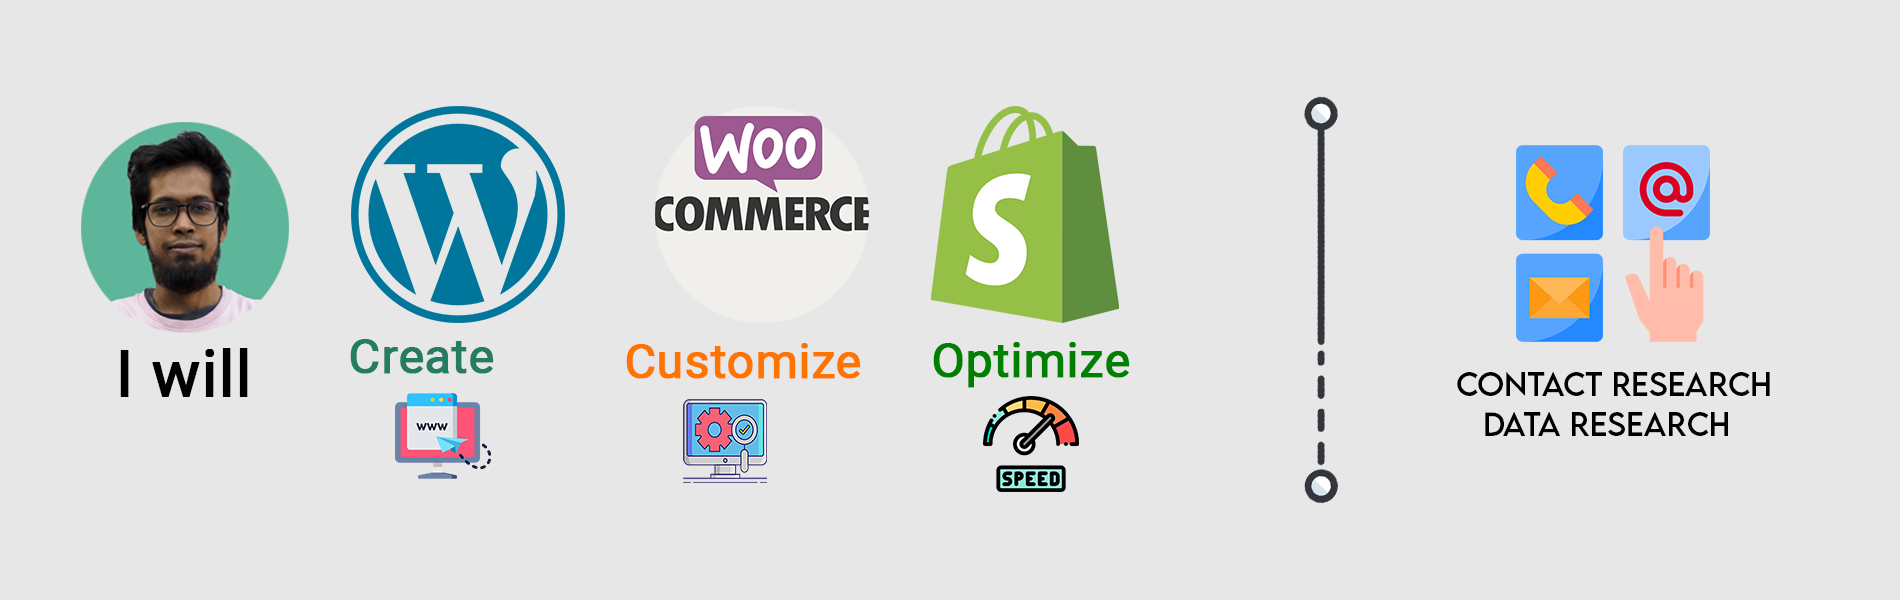 I will
Create
WWW
WOO
COMMERCE
Customize
S
Optimize
SPEED
CONTACT RESEARCH
DATA RESEARCH